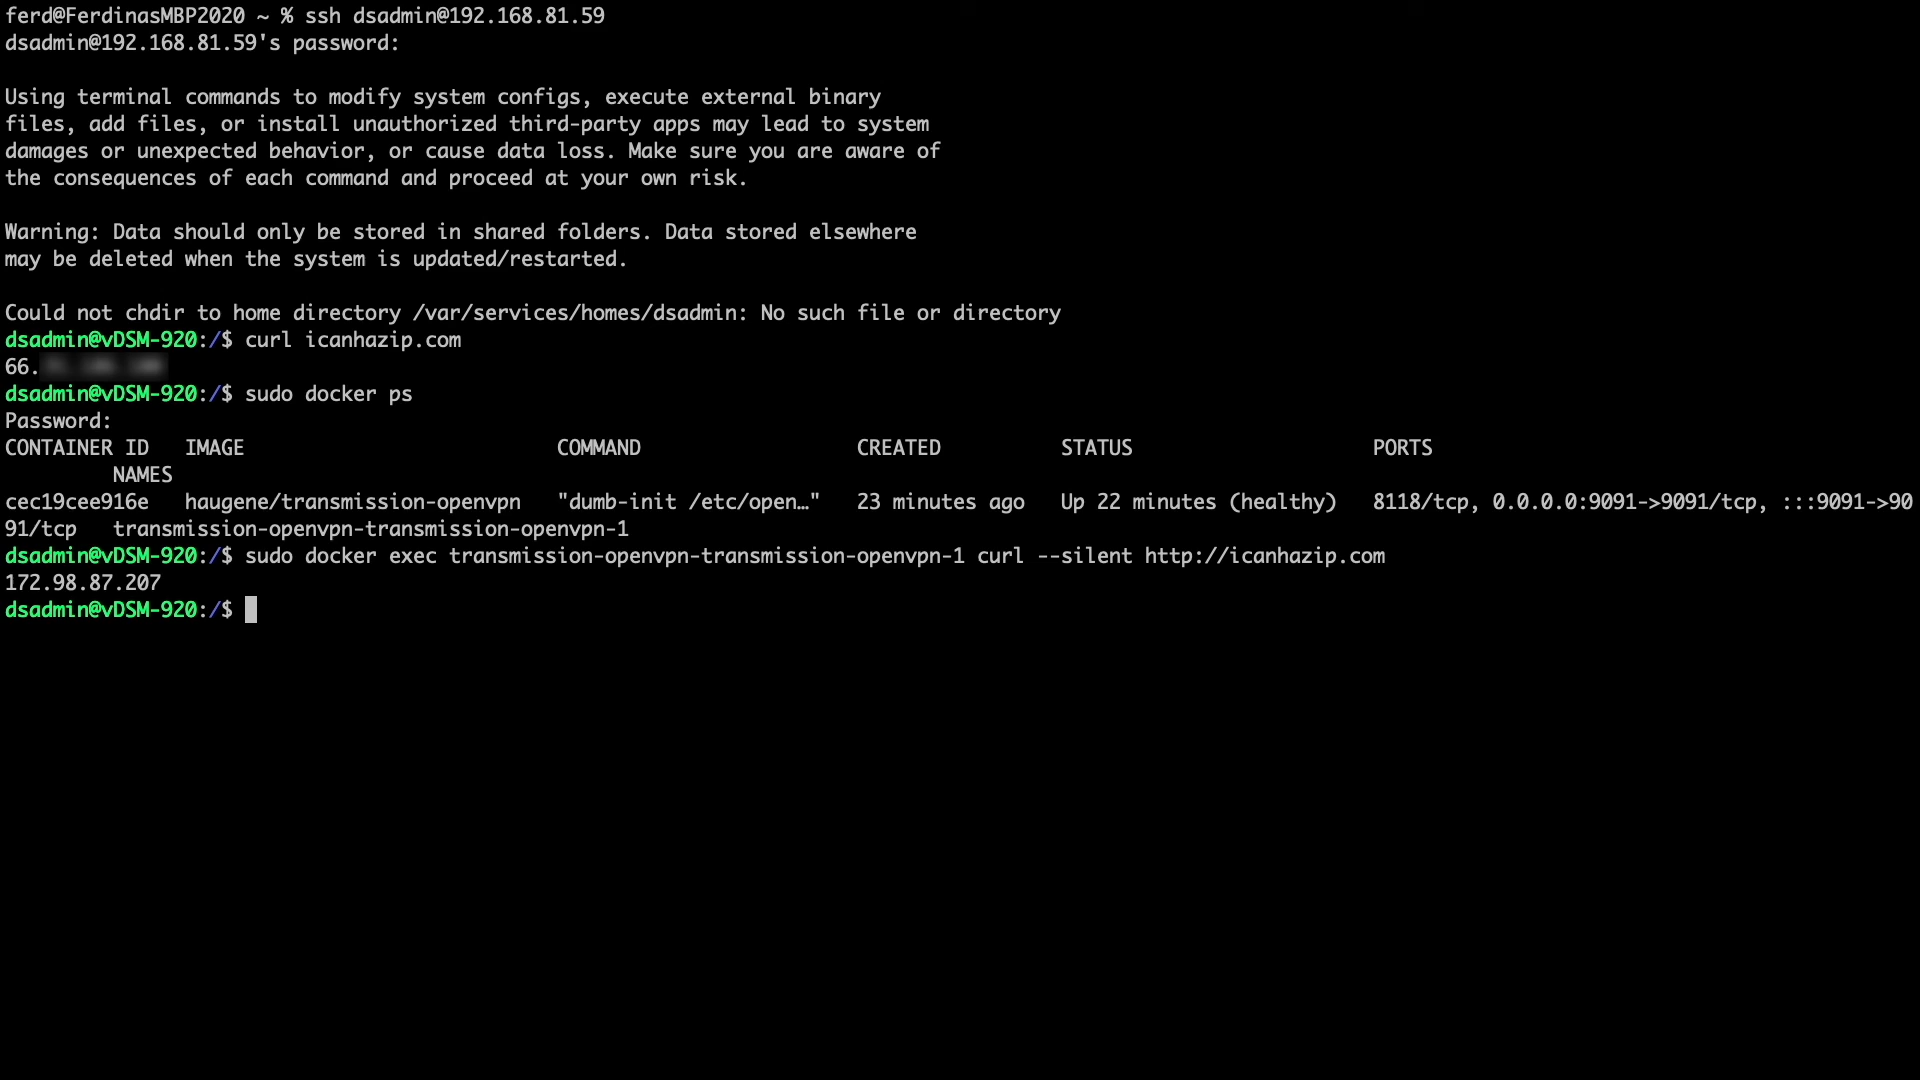 ferd@FerdinasMBP2020 ~ % ssh dsadmin@192.168.81.59
dsadmin@192.168.81.59's password:
Using terminal commands to modify system configs, execute external binary
files, add files, or install unauthorized third-party apps may lead to system
damages or unexpected behavior, or cause data loss. Make sure you are aware of
the consequences of each command and proceed at your own risk.
Warning: Data should only be stored in shared folders. Data stored elsewhere
may be deleted when the system is updated/restarted.
Could not chdir to home directory /var/services/homes/dsadmin: No such file or directory
dsadmin@vDSM-920:/$ curl icanhazip.com
66.
dsadmin@vDSM-920:/$ sudo docker ps
Password:
CONTAINER ID   IMAGE                          COMMAND                  CREATED          STATUS                    PORTS
         NAMES
cec19cee916e   haugene/transmission-openvpn   "dumb-init /etc/open…"   23 minutes ago   Up 22 minutes (healthy)   8118/tcp, 0.0.0.0:9091->9091/tcp, :::9091->90
91/tcp   transmission-openvpn-transmission-openvpn-1
dsadmin@vDSM-920:/$ sudo docker exec transmission-openvpn-transmission-openvpn-1 curl --silent http://icanhazip.com
172.98.87.207
dsadmin@vDSM-920:/$